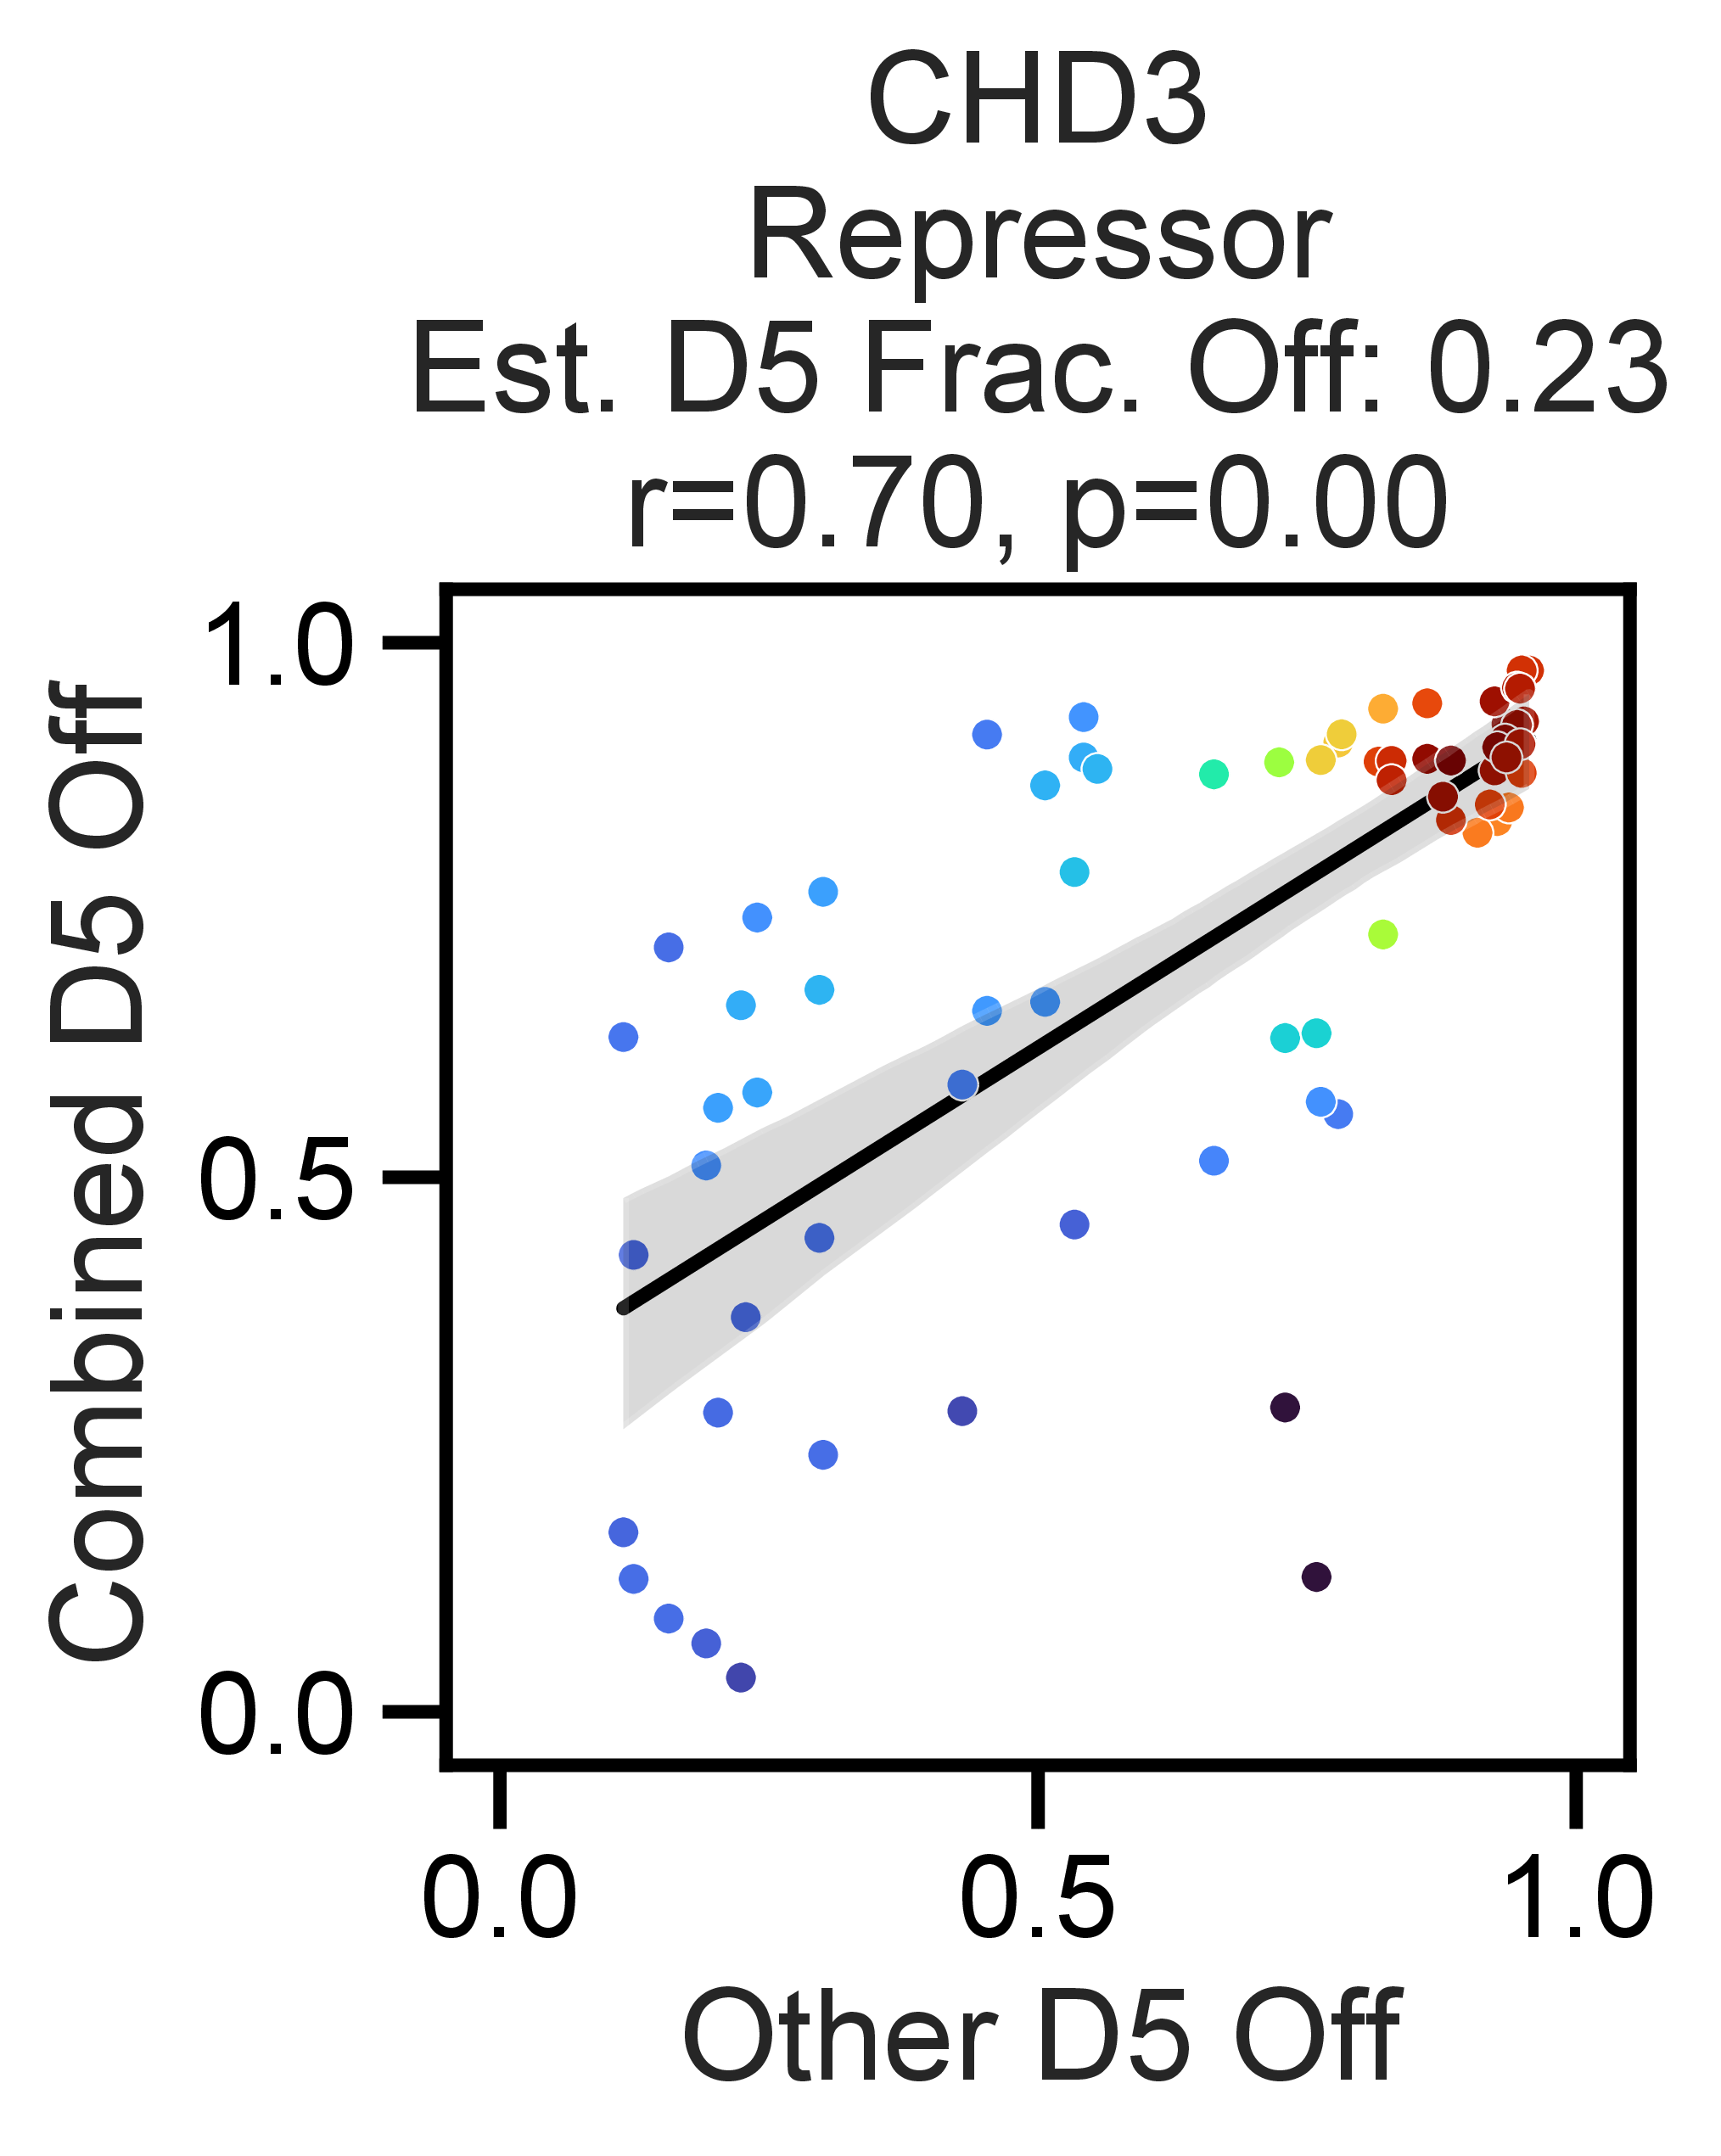 CHD3
Repressor
Est. D5 Frac. Off: 0.23
r=0.70, p=0.00
Combined D5 Off
1.0
0.5
0.0
0.0
0.5
1.0
Other D5 Off